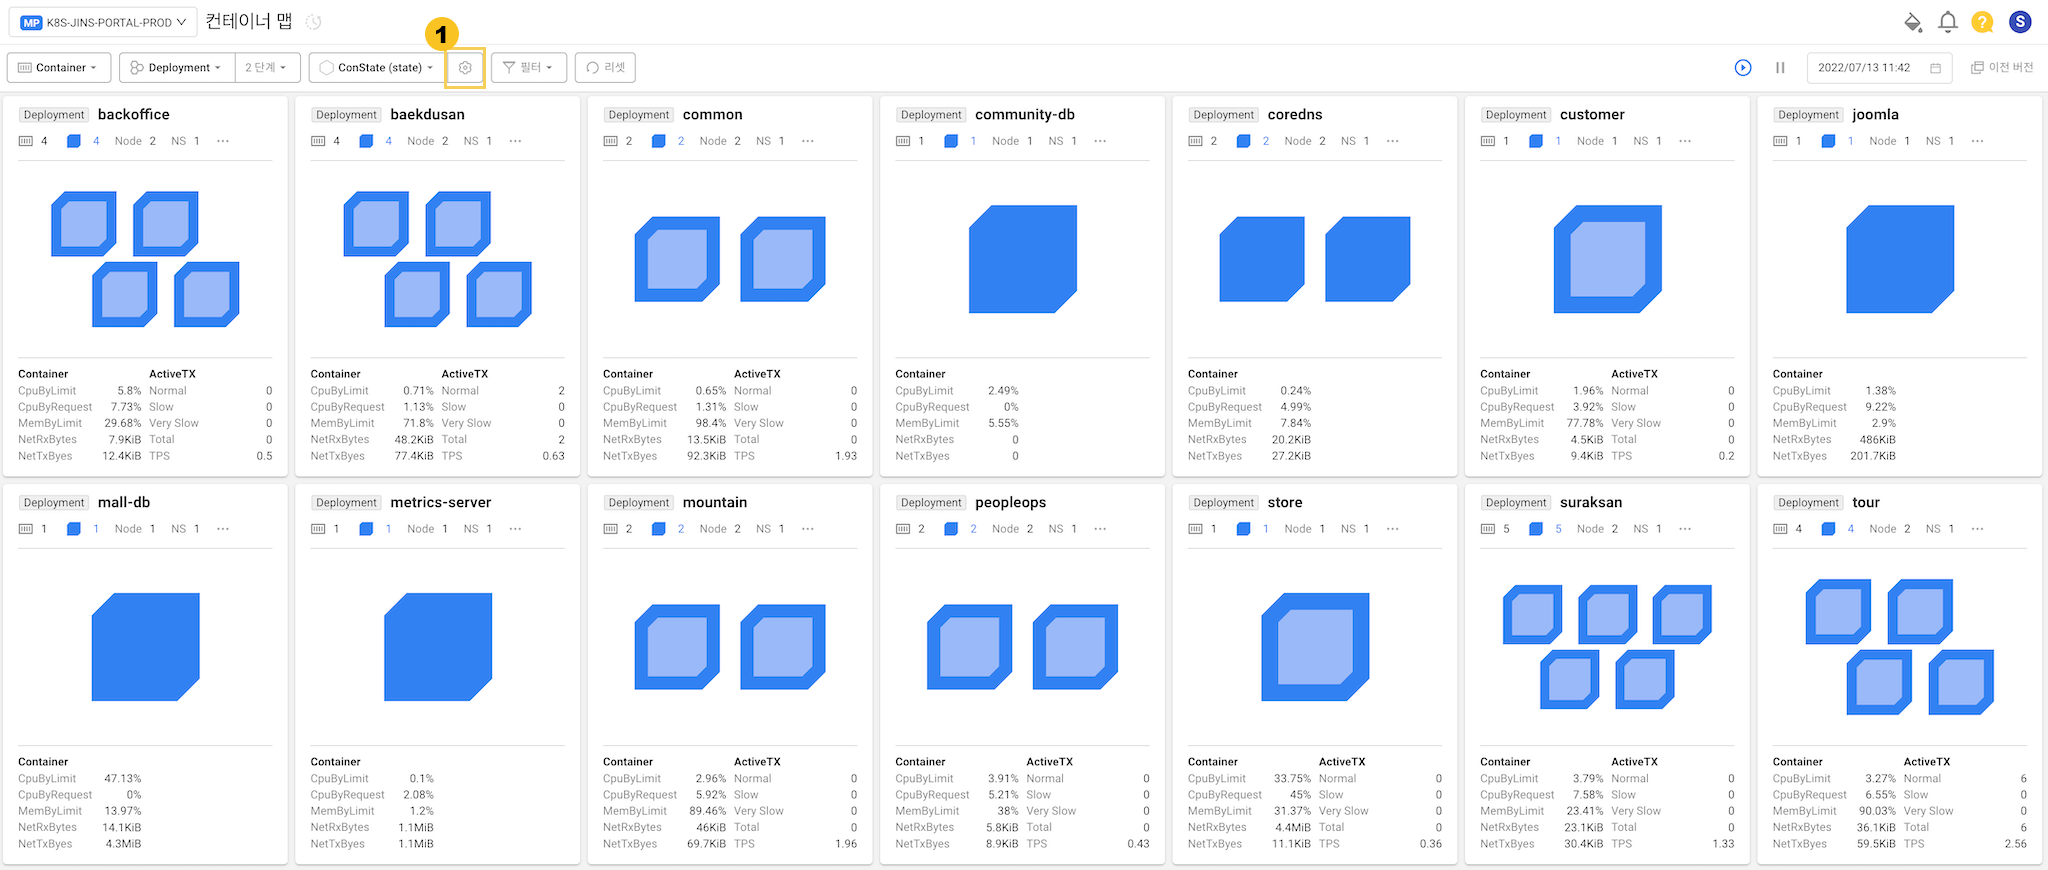 MP K8S-JINS-PORTAL-PROD 컨테이너 맵
1
? S
Container Deployment 2 단계 ConState (state) 필터 리셋 2022/07/13 11:42 이전 버전
Deployment backoffice
4 4 Node 2 NS 1 ···
Container ActiveTX
CpuByLimit 5.8% Normal 0
CpuByRequest 7.73% Slow 0
MemByLimit 29.68% Very Slow 0
NetRxBytes 7.9KiB Total 0
NetTxByes 12.4KiB TPS 0.5
Deployment baekdusan
4 4 Node 2 NS 1 ···
Container ActiveTX
CpuByLimit 0.71% Normal 2
CpuByRequest 1.13% Slow 0
MemByLimit 71.8% Very Slow 0
NetRxBytes 48.2KiB Total 2
NetTxByes 77.4KiB TPS 0.63
Deployment common
2 2 Node 2 NS 1 ···
Container ActiveTX
CpuByLimit 0.65% Normal 0
CpuByRequest 1.31% Slow 0
MemByLimit 98.4% Very Slow 0
NetRxBytes 13.5KiB Total 0
NetTxByes 92.3KiB TPS 1.93
Deployment community-db
1 1 Node 1 NS 1 ···
Container
CpuByLimit 2.49%
CpuByRequest 0%
MemByLimit 5.55%
NetRxBytes 0
NetTxByes 0
Deployment coredns
2 2 Node 2 NS 1 ···
Container
CpuByLimit 0.24%
CpuByRequest 4.99%
MemByLimit 7.84%
NetRxBytes 20.2KiB
NetTxByes 27.2KiB
Deployment customer
1 1 Node 1 NS 1 ···
Container ActiveTX
CpuByLimit 1.96% Normal 0
CpuByRequest 3.92% Slow 0
MemByLimit 77.78% Very Slow 0
NetRxBytes 4.5KiB Total 0
NetTxByes 9.4KiB TPS 0.2
Deployment joomla
1 1 Node 1 NS 1 ···
Container
CpuByLimit 1.38%
CpuByRequest 9.22%
MemByLimit 2.9%
NetRxBytes 486KiB
NetTxByes 201.7KiB
Deployment mall-db
1 1 Node 1 NS 1 ···
Container
CpuByLimit 47.13%
CpuByRequest 0%
MemByLimit 13.97%
NetRxBytes 14.1KiB
NetTxByes 4.3MiB
Deployment metrics-server
1 1 Node 1 NS 1 ···
Container
CpuByLimit 0.1%
CpuByRequest 2.08%
MemByLimit 1.2%
NetRxBytes 1.1MiB
NetTxByes 1.1MiB
Deployment mountain
2 2 Node 2 NS 1 ···
Container ActiveTX
CpuByLimit 2.96% Normal 0
CpuByRequest 5.92% Slow 0
MemByLimit 89.46% Very Slow 0
NetRxBytes 46KiB Total 0
NetTxByes 69.7KiB TPS 1.96
Deployment peopleops
2 2 Node 2 NS 1 ···
Container ActiveTX
CpuByLimit 3.91% Normal 0
CpuByRequest 5.21% Slow 0
MemByLimit 38% Very Slow 0
NetRxBytes 5.8KiB Total 0
NetTxByes 8.9KiB TPS 0.43
Deployment store
1 1 Node 1 NS 1 ···
Container ActiveTX
CpuByLimit 33.75% Normal 0
CpuByRequest 45% Slow 0
MemByLimit 31.37% Very Slow 0
NetRxBytes 4.4MiB Total 0
NetTxByes 11.1KiB TPS 0.36
Deployment suraksan
5 5 Node 2 NS 1 ···
Container ActiveTX
CpuByLimit 3.79% Normal 0
CpuByRequest 7.58% Slow 0
MemByLimit 23.41% Very Slow 0
NetRxBytes 23.1KiB Total 0
NetTxByes 30.4KiB TPS 1.33
Deployment tour
4 4 Node 2 NS 1 ···
Container ActiveTX
CpuByLimit 3.27% Normal 6
CpuByRequest 6.55% Slow 0
MemByLimit 90.03% Very Slow 0
NetRxBytes 36.1KiB Total 6
NetTxByes 59.5KiB TPS 2.56